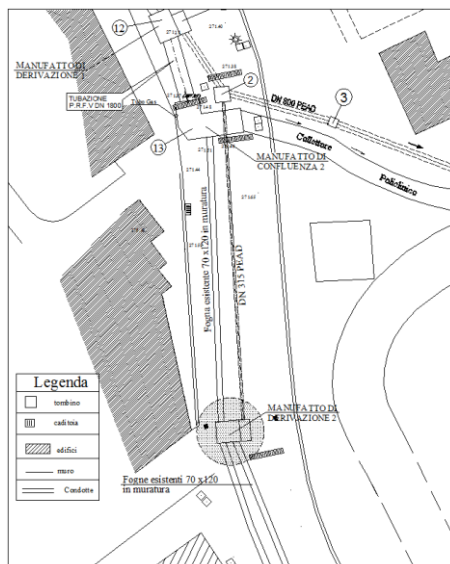 12
MANUFATTO DI
DERIVAZIONE 1
TUBAZIONE
P.R.F.V DN 1800
Tubo Gas
2
3
DN 800 PEAD
Collettore
Policlinico
13
MANUFATTO DI
CONFLUENZA 2
Fogna esistente 70 x120 in muratura
DN 315 PEAD
Legenda
tombino
caditoia
edifici
muro
Condotte
MANUFATTO DI
DERIVAZIONE 2
Fogne esistenti 70 x120
in muratura